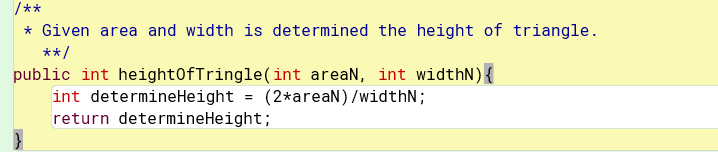 /**
 * Given area and width is determined the height of triangle.
   **/
public int heightOfTringle(int areaN, int widthN){
    int determineHeight = (2*areaN)/widthN;
    return determineHeight;
}